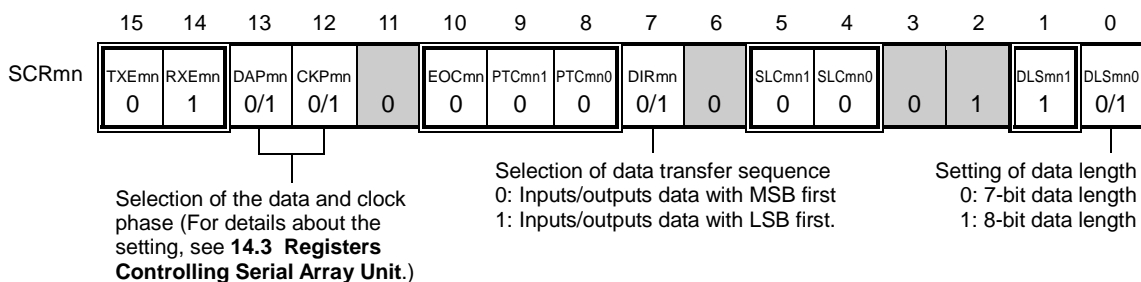 15 14 13 12 11 10 9 8 7 6 5 4 3 2 1 0
SCRmn
TXEmn RXEmn DAPmn CKPmn EOCmn PTCmn1 PTCmn0 DIRmn SLCmn1 SLCmn0 DLSmn1 DLSmn0
0 1 0/1 0/1 0 0 0 0 0/1 0 0 0 0 1 1 0/1
Selection of the data and clock
phase (For details about the
setting, see 14.3 Registers
Controlling Serial Array Unit.)
Selection of data transfer sequence
0: Inputs/outputs data with MSB first
1: Inputs/outputs data with LSB first.
Setting of data length
0: 7-bit data length
1: 8-bit data length